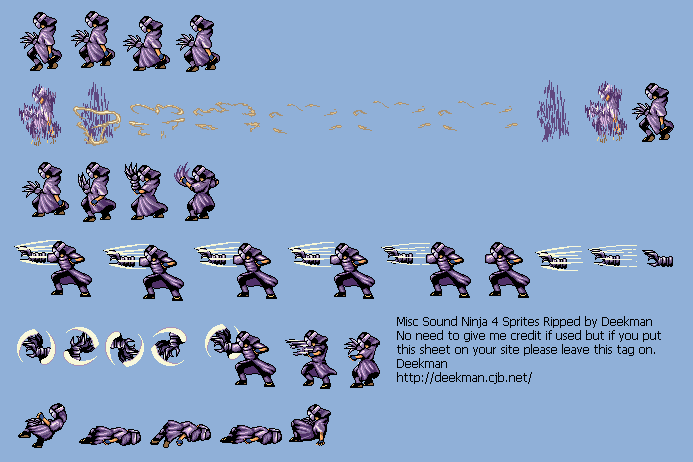 Misc Sound Ninja 4 Sprites Ripped by Deekman
No need to give me credit if used but if you put
this sheet on your site please leave this tag on.
Deekman
http://deekman.cjb.net/